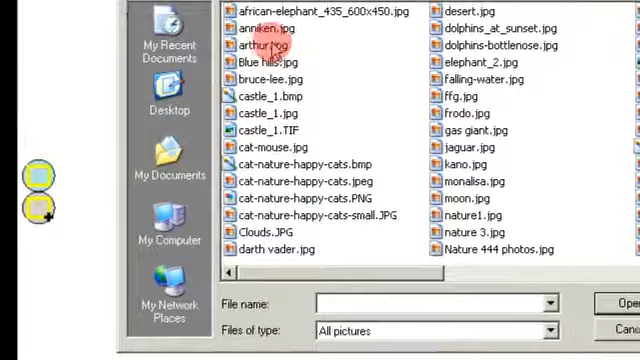 My Recent
Documents
Desktop
My Documents
My Computer
My Network
Places
african-elephant_435_600x450.jpg
anniken.jpg
arthur.jpg
Blue hills.jpg
bruce-lee.jpg
castle_1.bmp
castle_1.jpg
castle_1.TIF
cat-mouse.jpg
cat-nature-happy-cats.bmp
cat-nature-happy-cats.jpeg
cat-nature-happy-cats.PNG
cat-nature-happy-cats-small.JPG
Clouds.JPG
darth vader.jpg
desert.jpg
dolphins_at_sunset.jpg
dolphins-bottlenose.jpg
elephant_2.jpg
falling-water.jpg
ffg.jpg
frodo.jpg
gas giant.jpg
jaguar.jpg
kano.jpg
monalisa.jpg
moon.jpg
nature1.jpg
nature 3.jpg
Nature 444 photos.jpg
File name:
Ope
Files of type:
All pictures
Canc